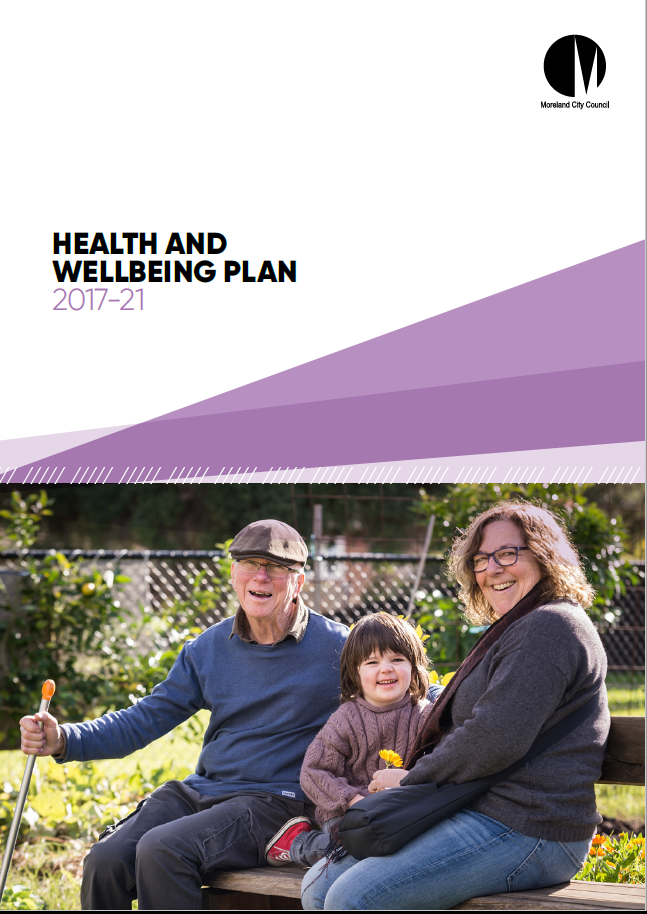 Moreland City Council
HEALTH AND
WELLBEING PLAN
2017–21